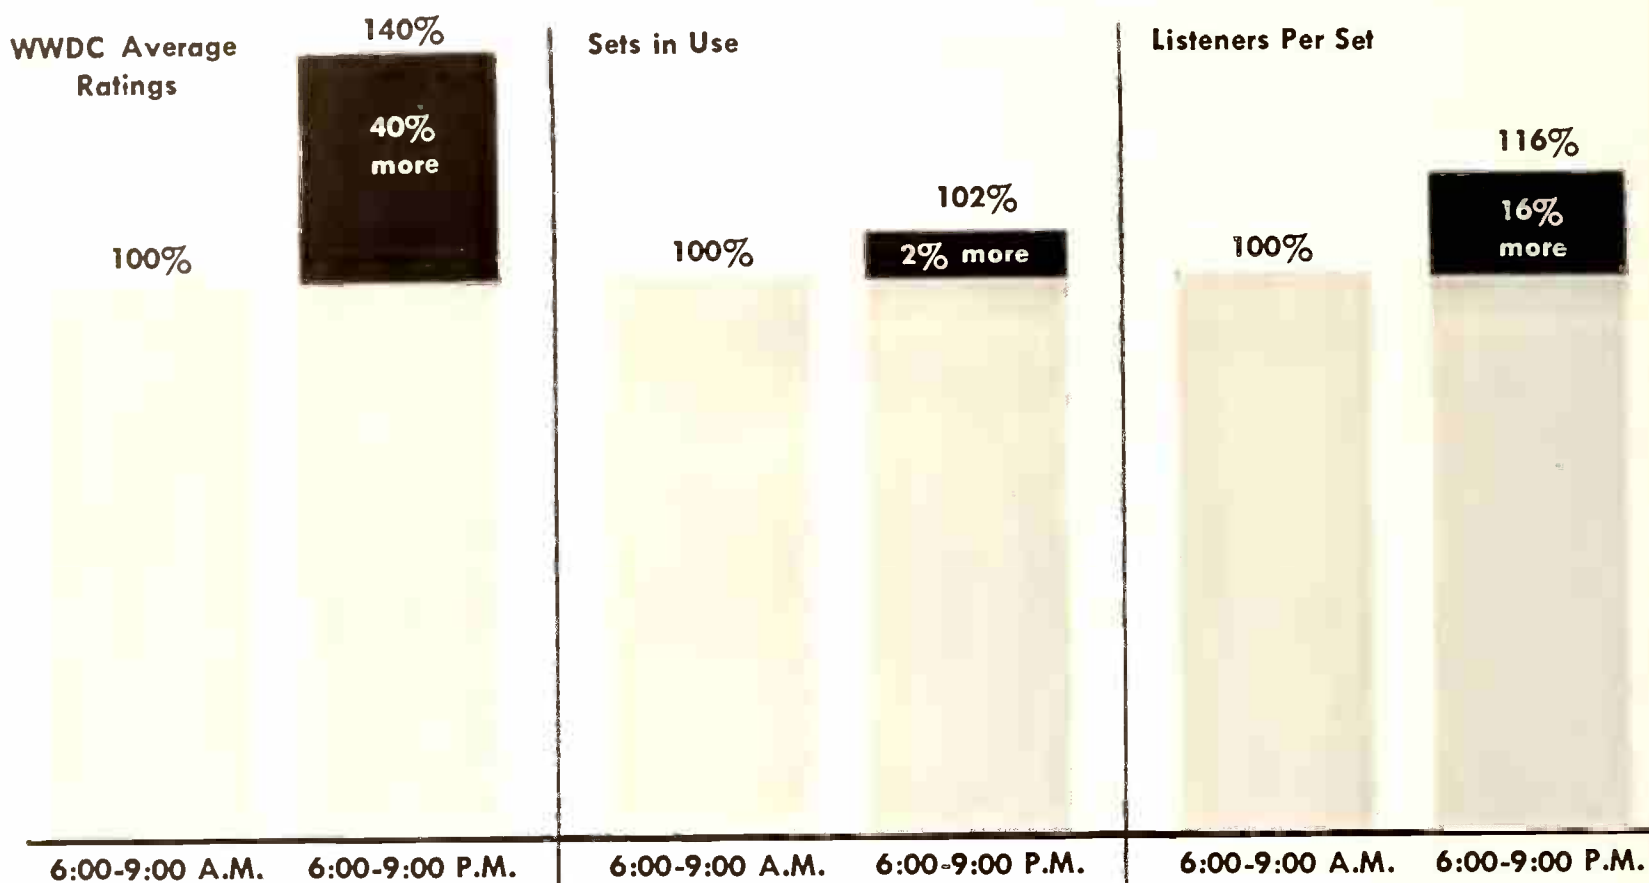 WWDC Average
Ratings
140%
40%
more
100%
6:00-9:00 A.M.
6:00-9:00 P.M.
Sets in Use
102%
2% more
100%
6:00-9:00 A.M.
6:00-9:00 P.M.
Listeners Per Set
116%
16%
more
100%
6:00-9:00 A.M.
6:00-9:00 P.M.